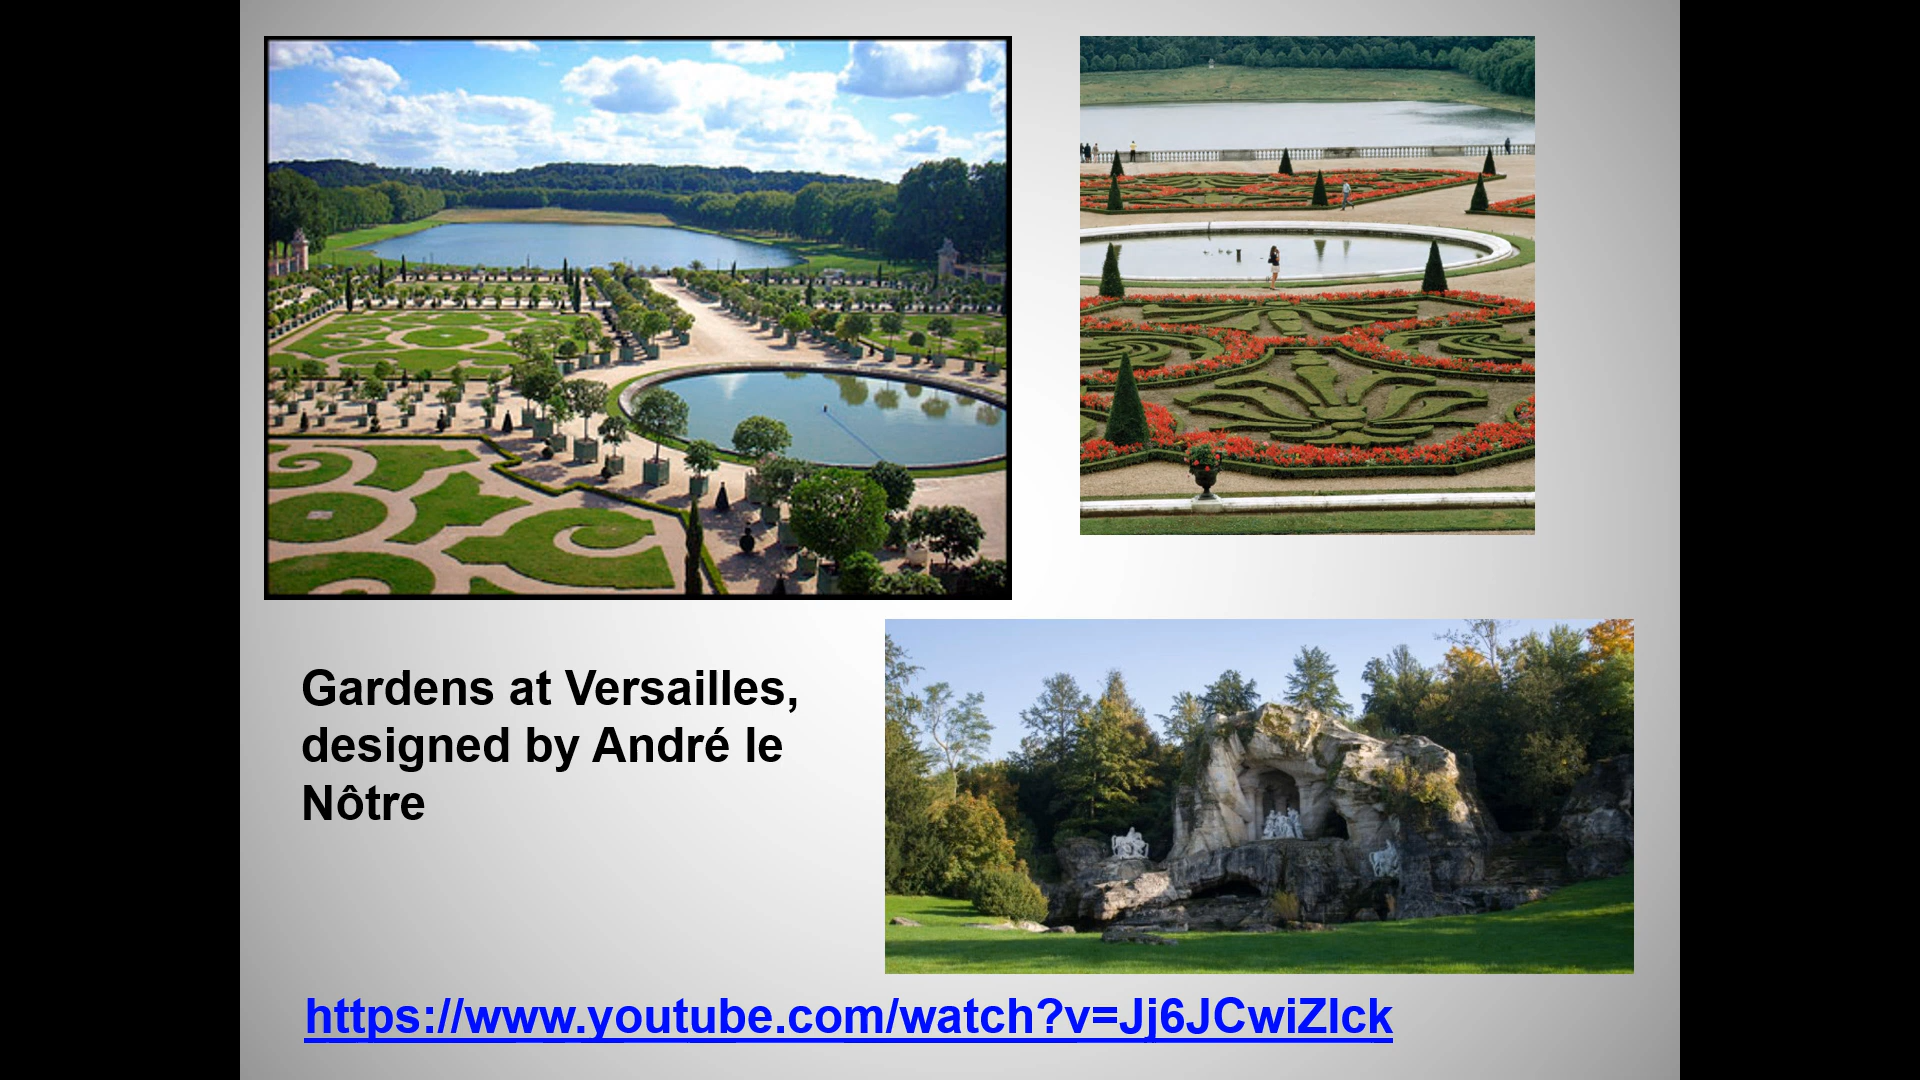 Gardens at Versailles,
designed by André le
Nôtre
https://www.youtube.com/watch?v=Jj6JCwiZlck